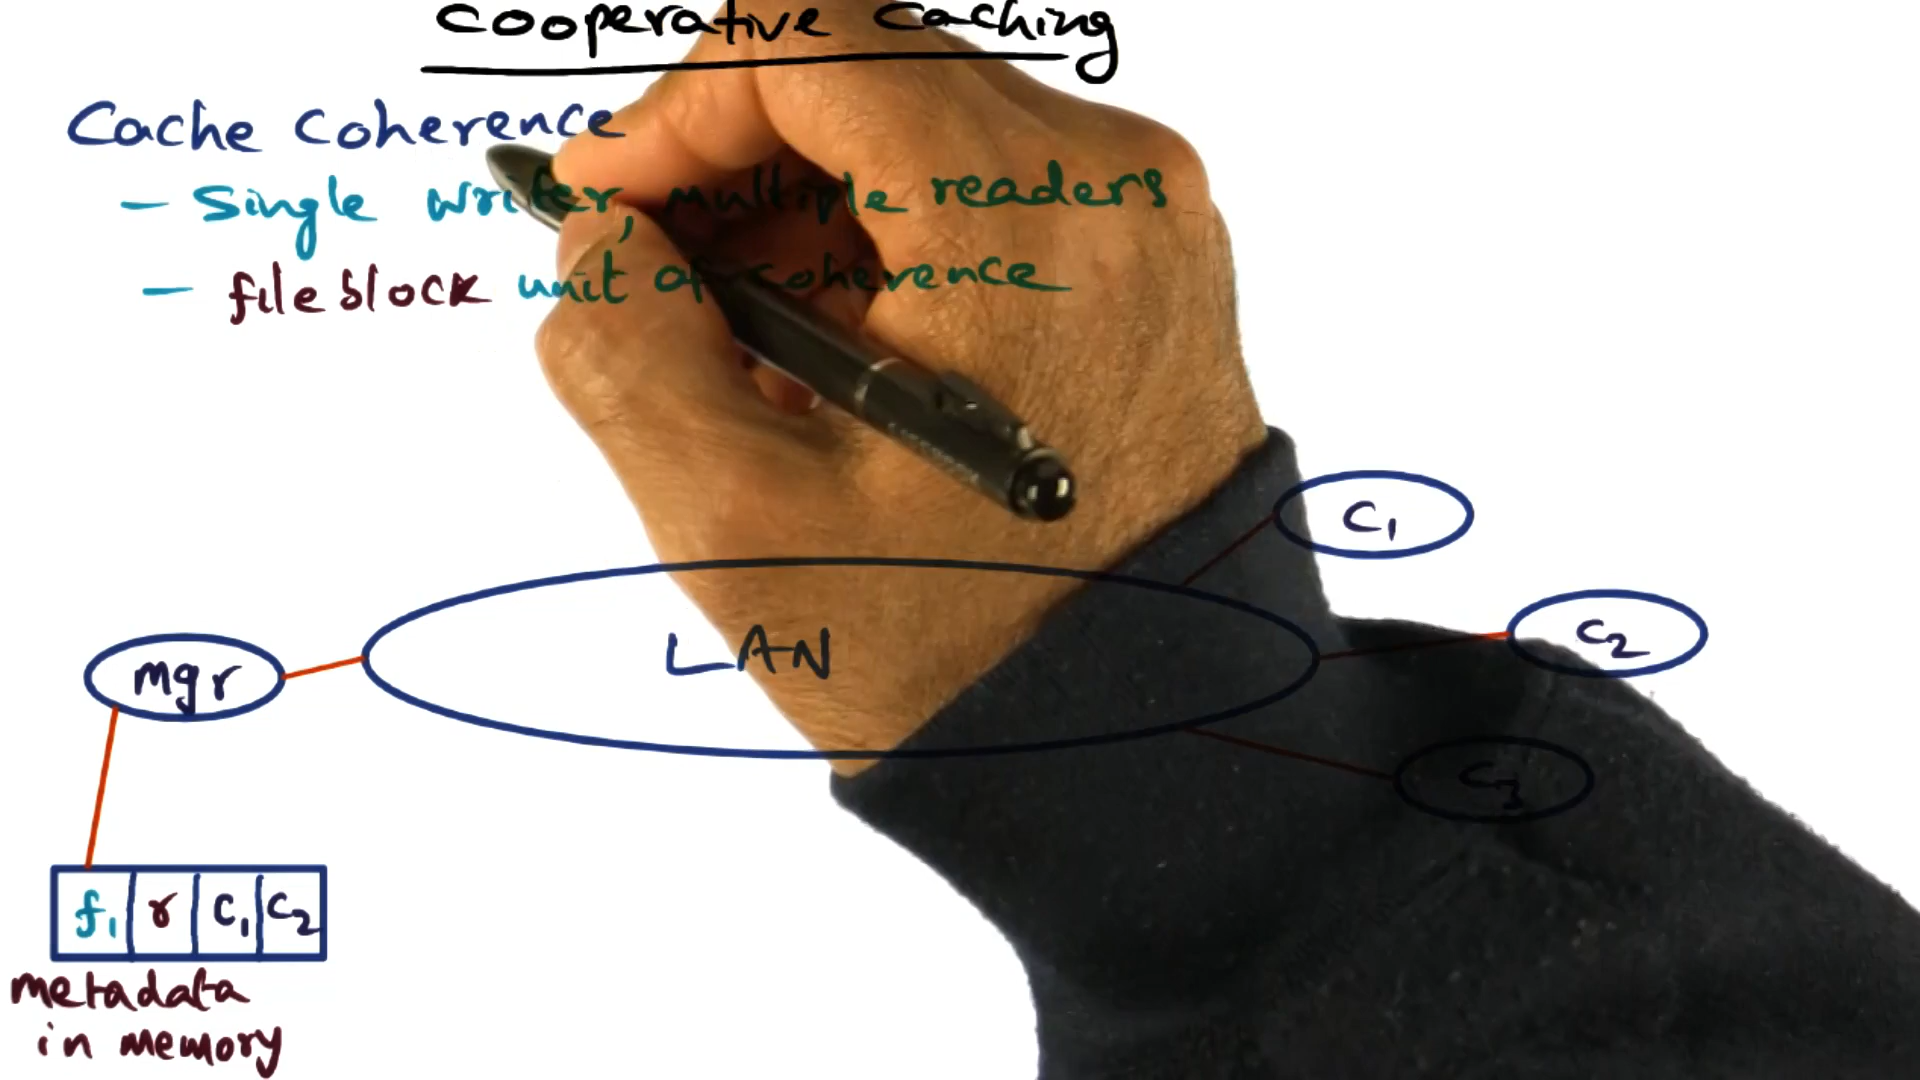 Cooperative Caching
Cache Coherence
- Single writer, multiple readers
- file block unit of coherence
C1
C2
LAN
mgr
C3
f1 r C1 C2
metadata
in memory